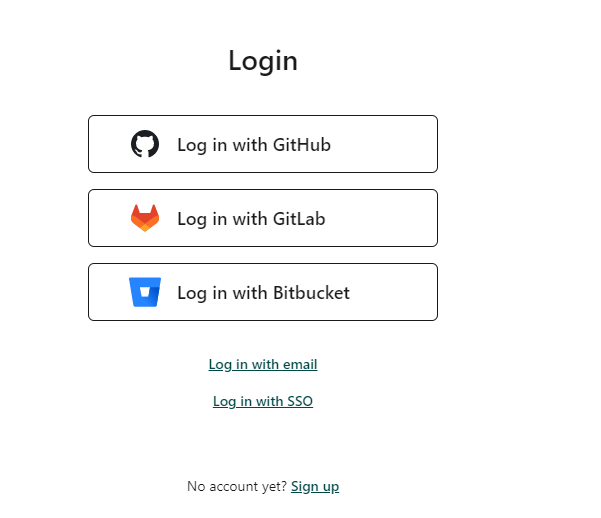 Login
Log in with GitHub
Log in with GitLab
Log in with Bitbucket
Log in with email
Log in with SSO
No account yet? Sign up